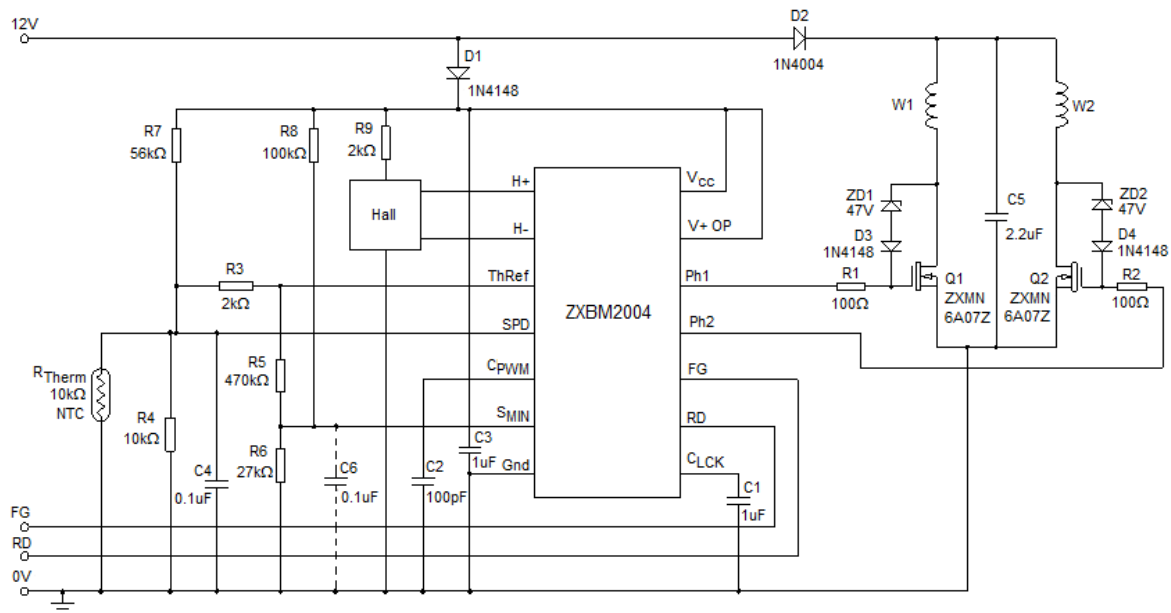 12V
D2
1N4004
D1
1N4148
W1
W2
R7
56kΩ
R8
100kΩ
R9
2kΩ
Hall
H+
H-
ThRef
SPD
CPWM
SMIN
Gnd
ZXBM2004
VCC
V+ OP
Ph1
Ph2
FG
RD
CLCK
ZD1
47V
D3
1N4148
C5
2.2uF
ZD2
47V
D4
1N4148
R1
100Ω
Q1
ZXMN
6A07Z
Q2
ZXMN
6A07Z
R2
100Ω
R3
2kΩ
RTherm
10kΩ
NTC
R4
10kΩ
R5
470kΩ
R6
27kΩ
C4
0.1uF
C6
0.1uF
C2
100pF
C3
1uF
C1
1uF
FG
RD
0V